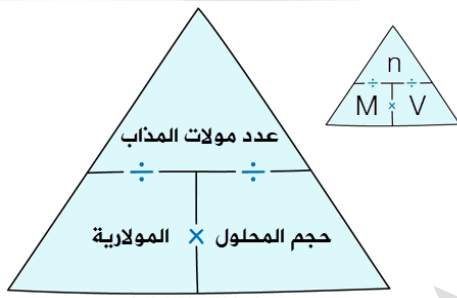 عدد مولات المذاب
÷ ÷
حجم المحلول × المولارية
n
÷ ÷
M × V